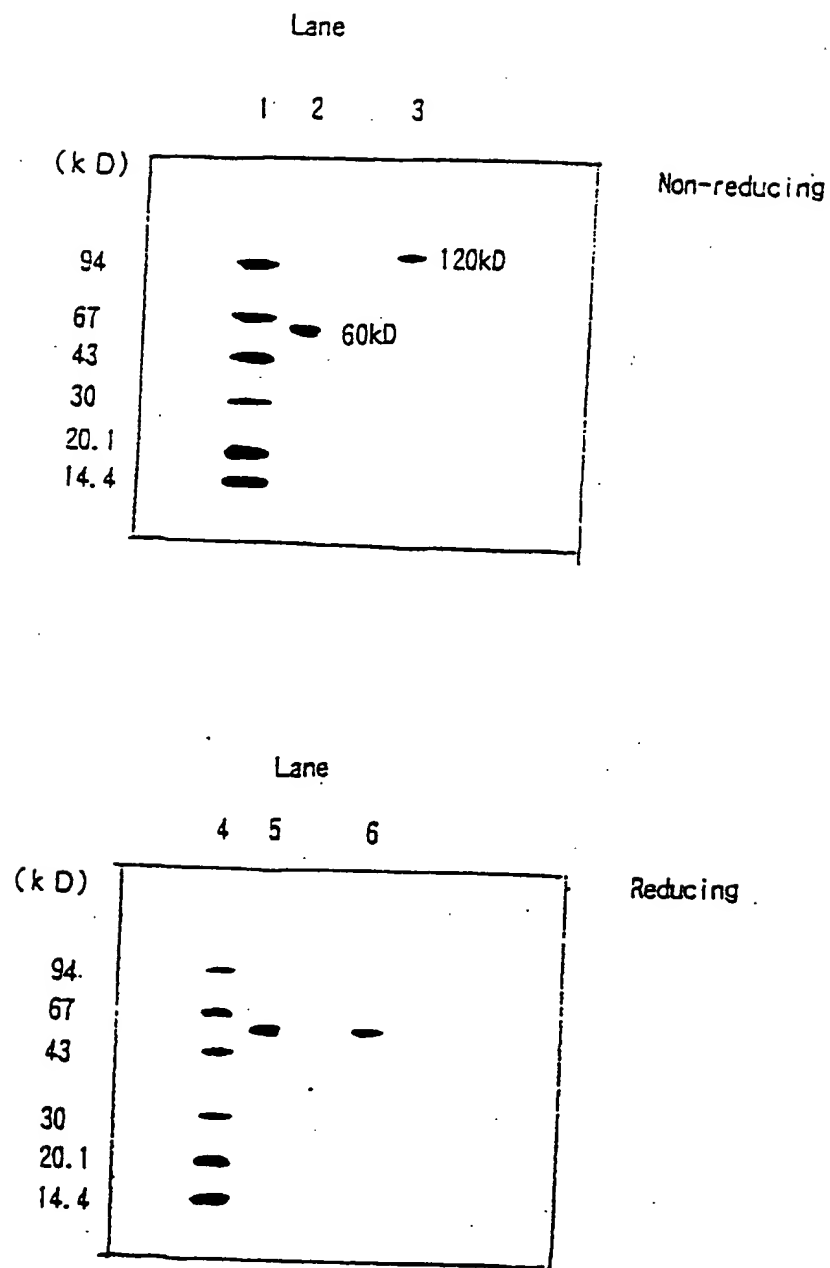 Lane
1 2 3
(kD)
Non-reducing
94
120kD
67
60kD
43
30
20.1
14.4
Lane
4 5 6
(kD)
Reducing
94
67
43
30
20.1
14.4